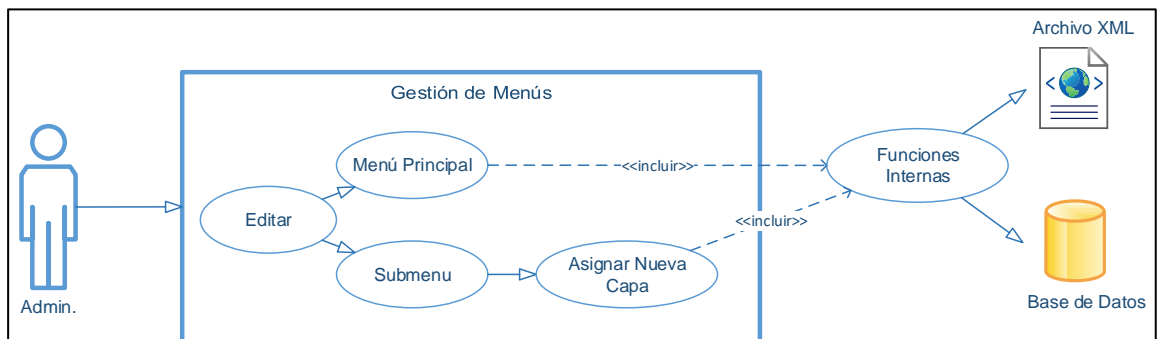 Archivo XML
Gestión de Menús
Menú Principal
<<incluir>>
Funciones
Internas
Editar
<<incluir>>
Submenu
Asignar Nueva
Capa
Admin.
Base de Datos